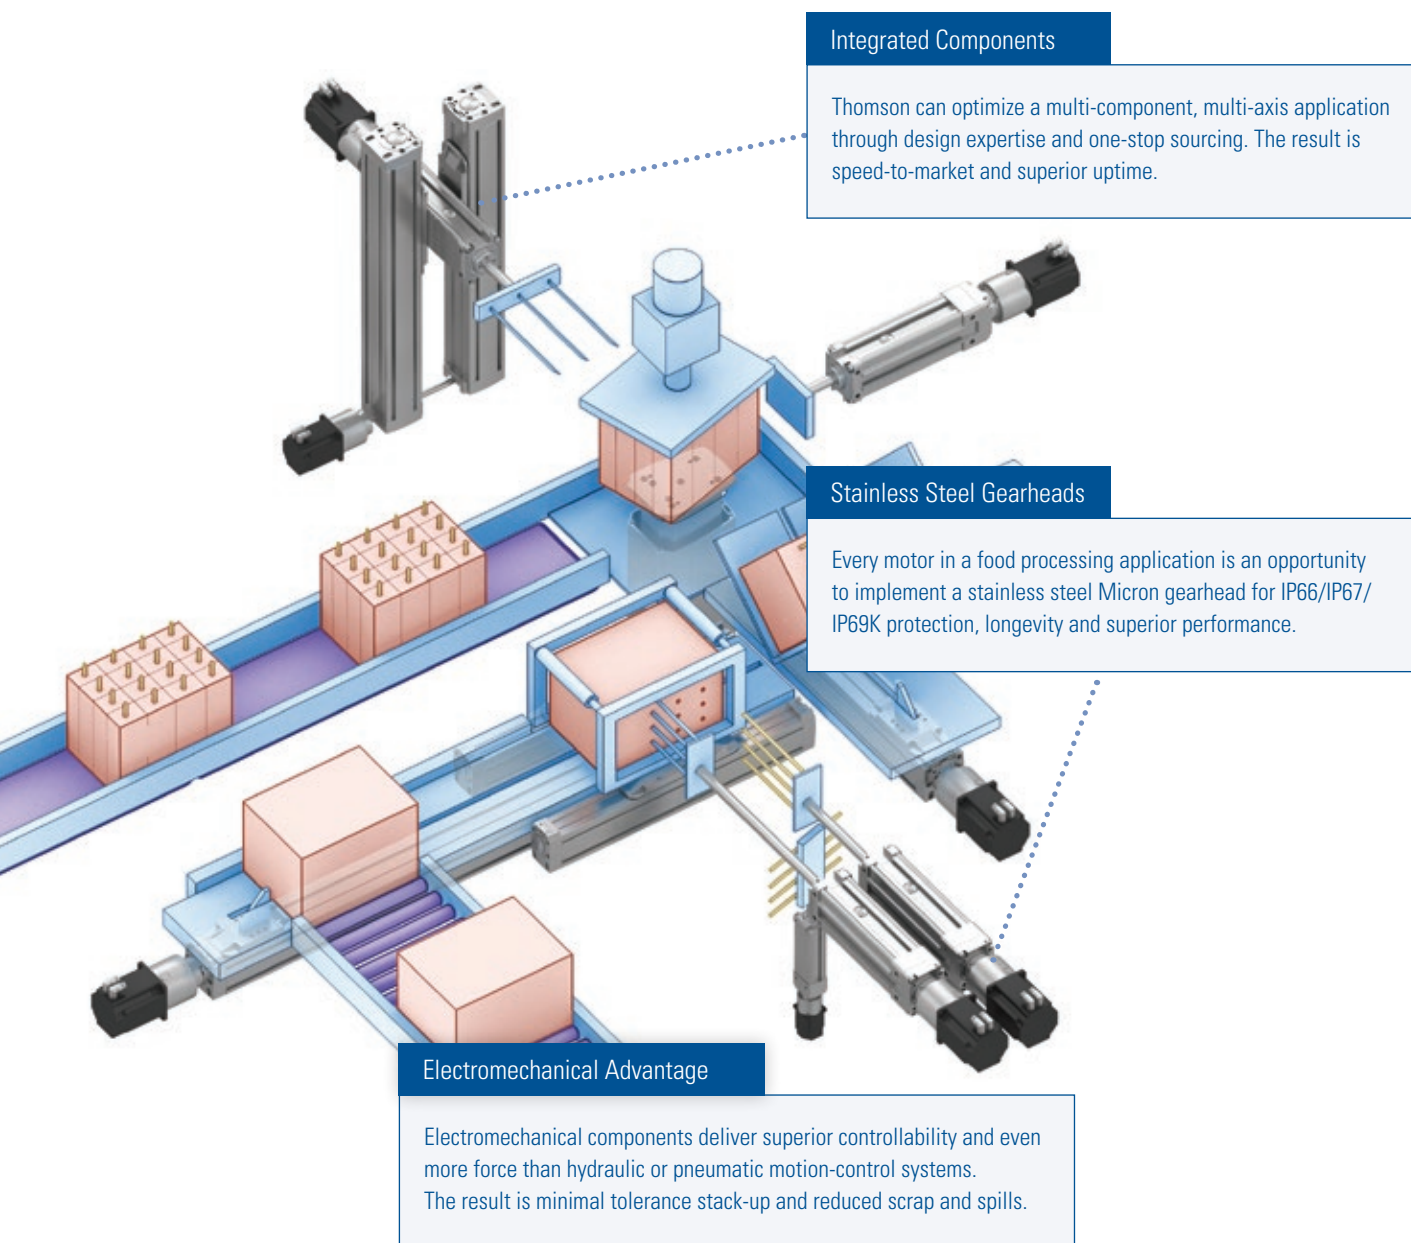 Integrated Components
Thomson can optimize a multi-component, multi-axis application
through design expertise and one-stop sourcing. The result is
speed-to-market and superior uptime.
Stainless Steel Gearheads
Every motor in a food processing application is an opportunity
to implement a stainless steel Micron gearhead for IP66/IP67/
IP69K protection, longevity and superior performance.
Electromechanical Advantage
Electromechanical components deliver superior controllability and even
more force than hydraulic or pneumatic motion-control systems.
The result is minimal tolerance stack-up and reduced scrap and spills.